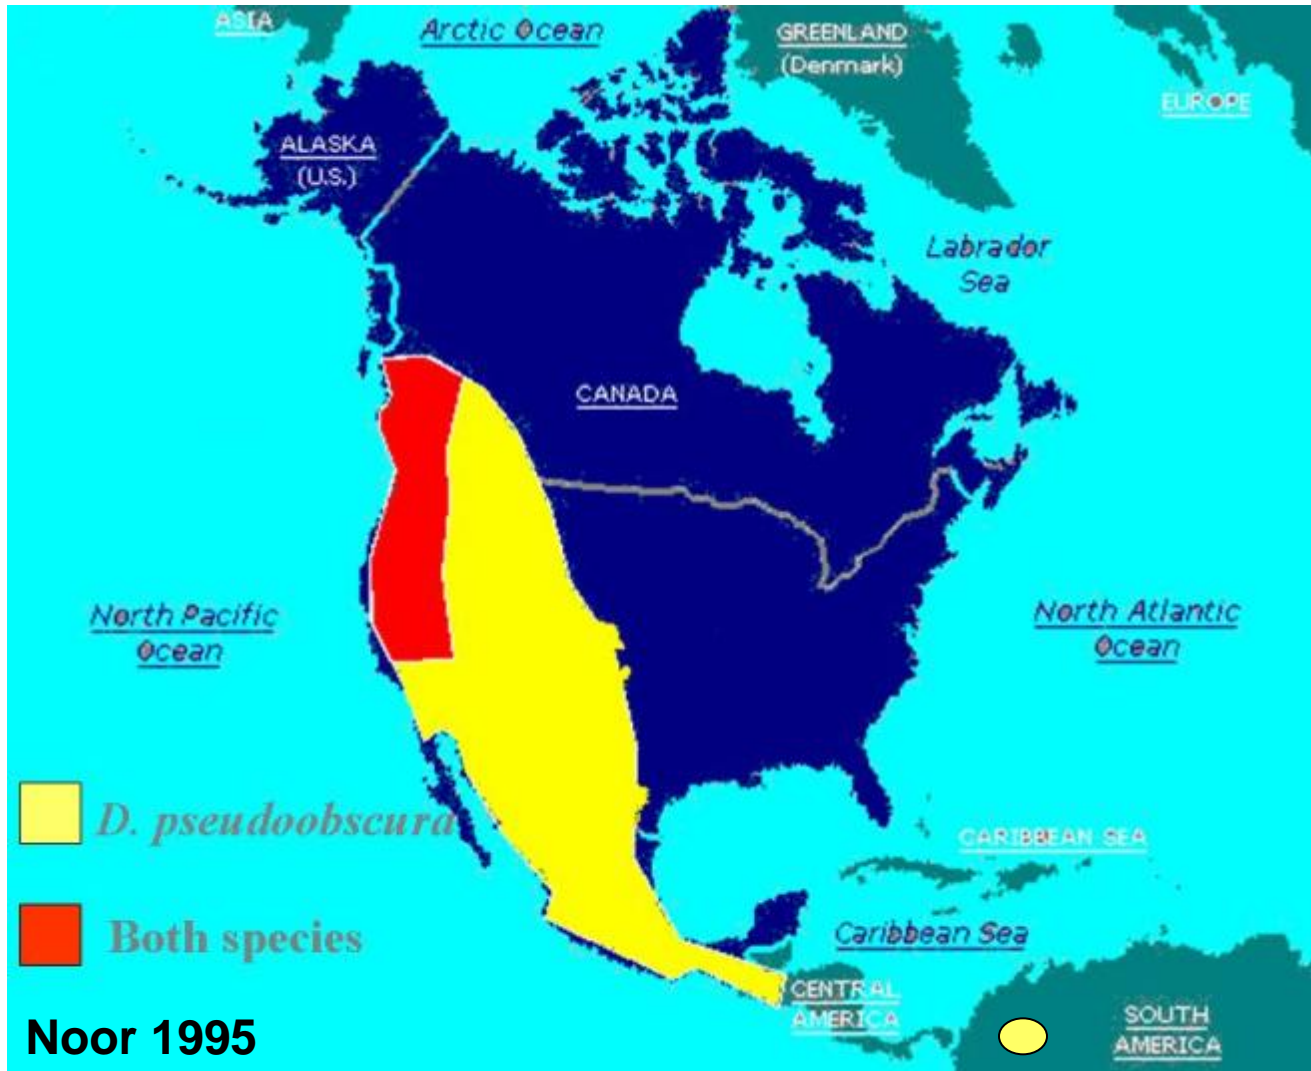 ASIA
Arctic Ocean
GREENLAND
(Denmark)
EUROPE
ALASKA
(U.S.)
Labrador
Sea
CANADA
North Pacific
Ocean
North Atlantic
Ocean
D. pseudoobscura
CARIBBEAN SEA
Both species
Caribbean Sea
CENTRAL
AMERICA
SOUTH
AMERICA
Noor 1995